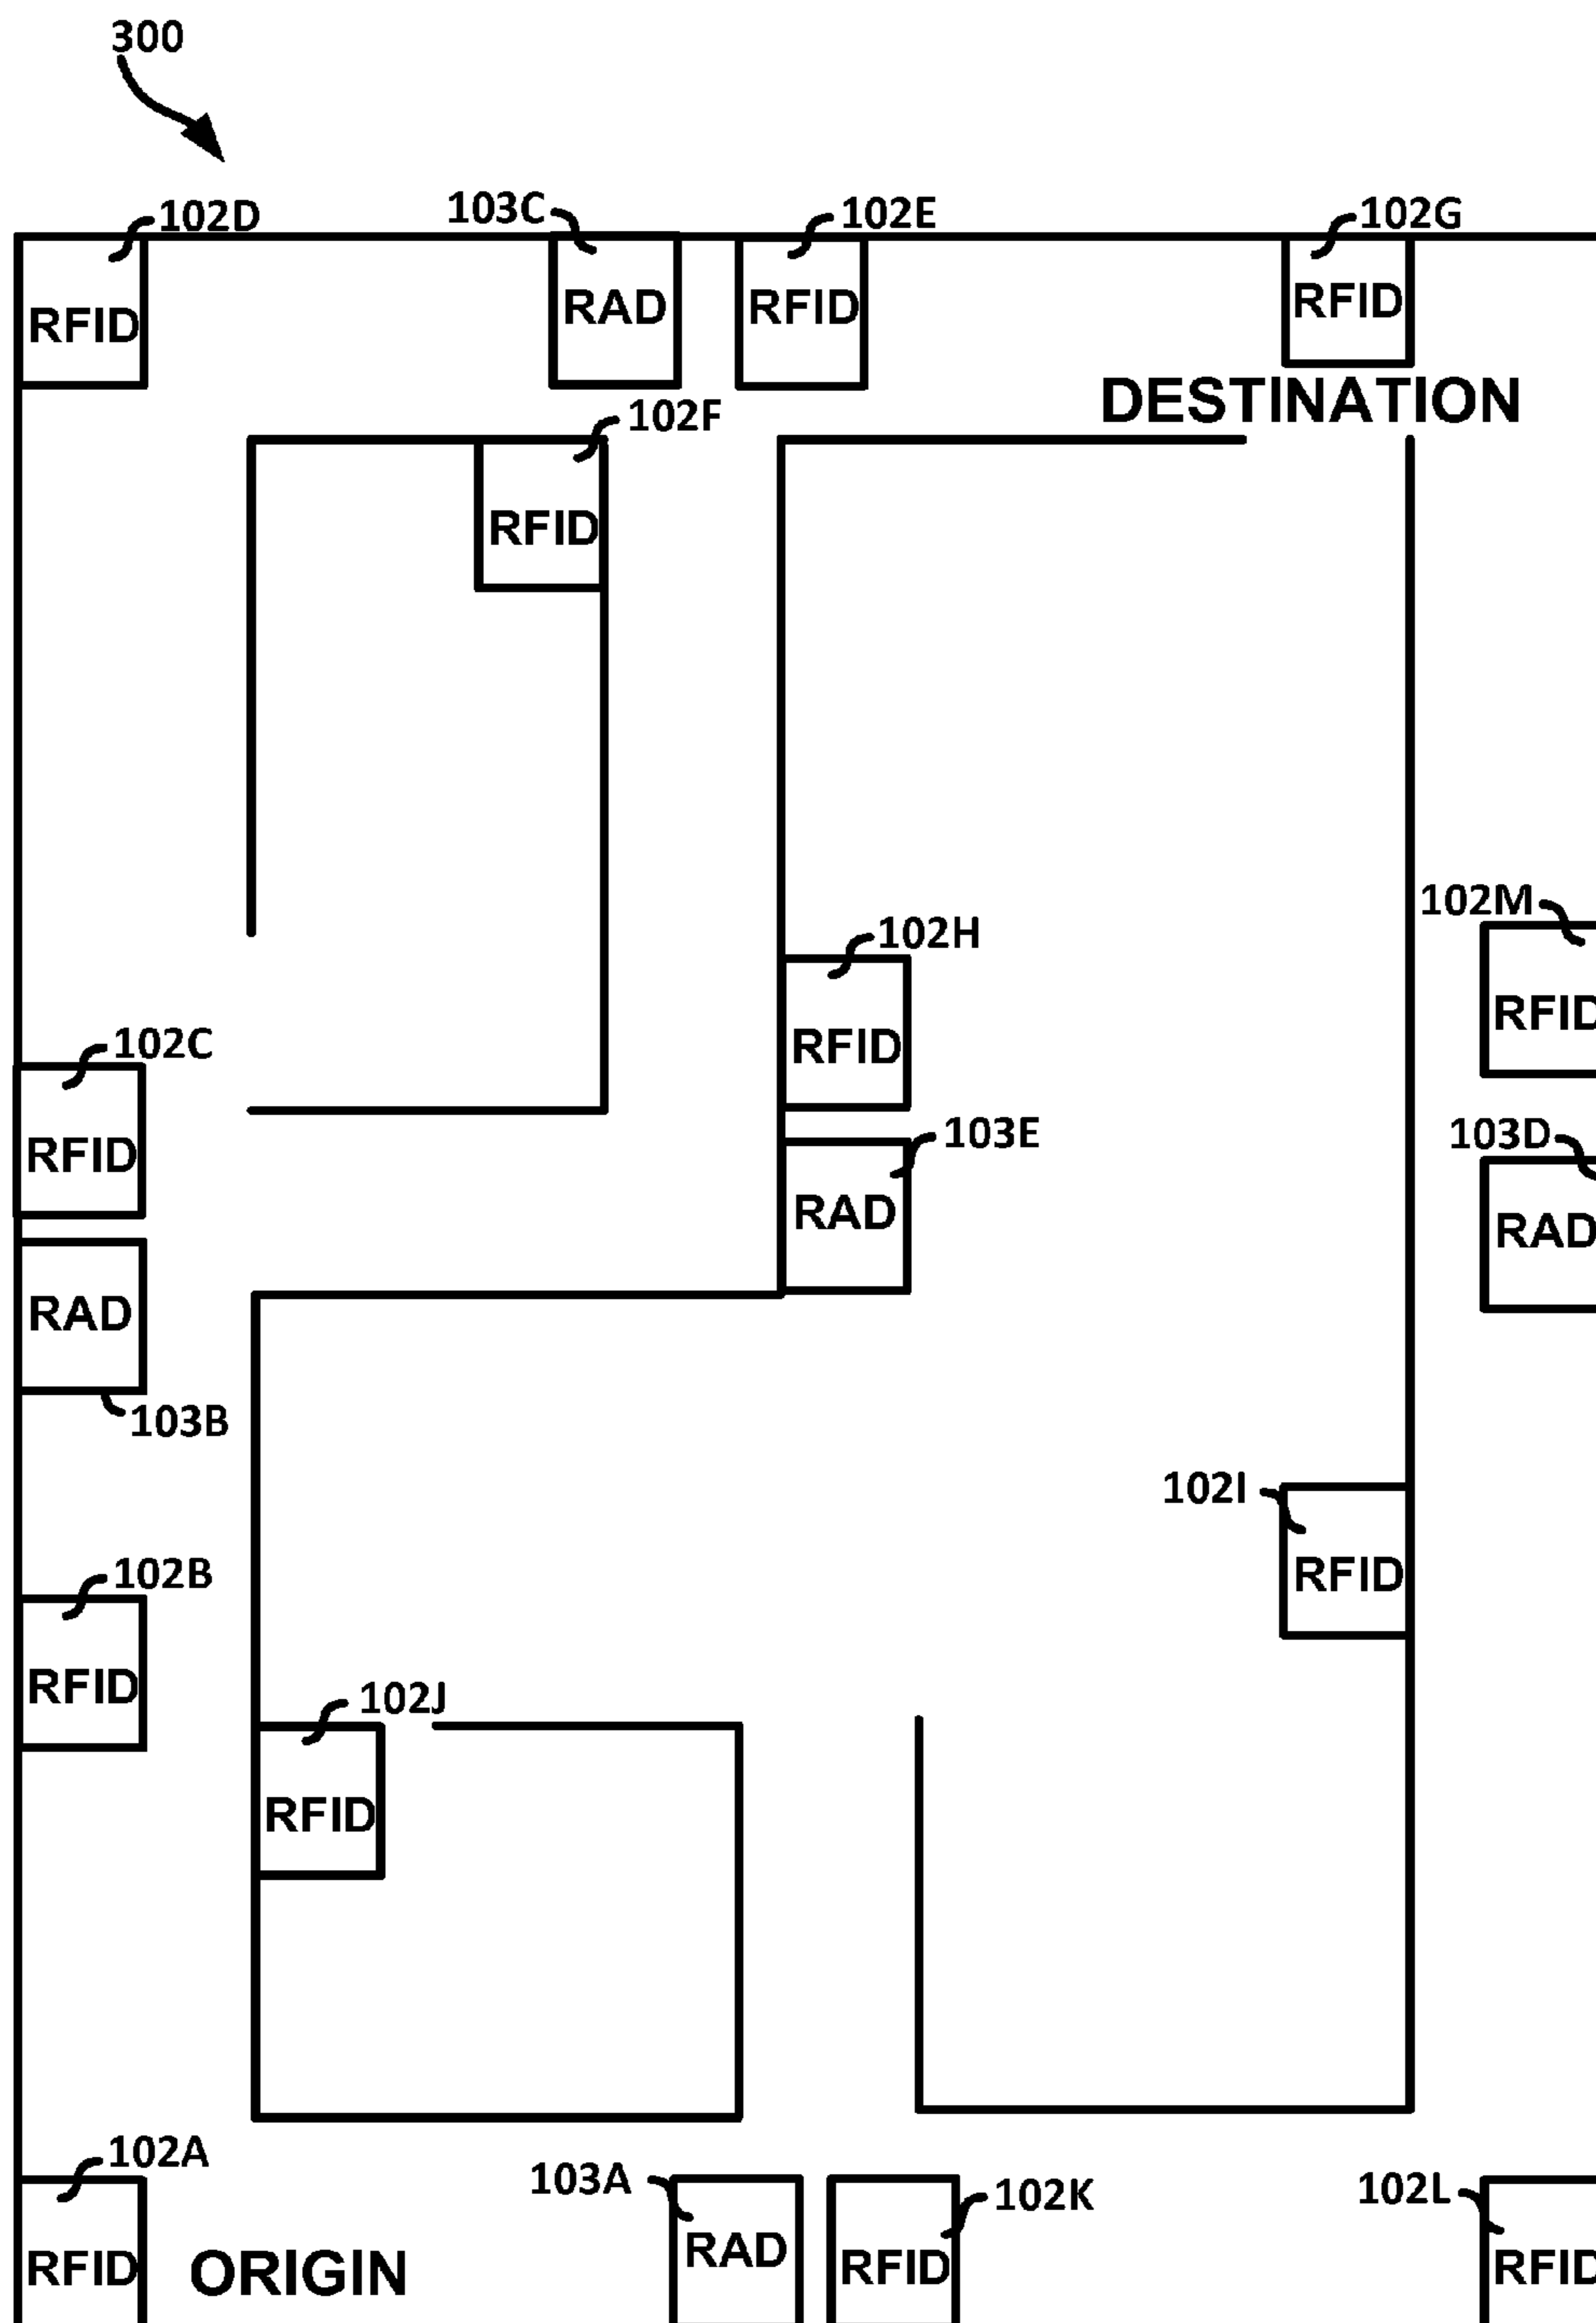 300
102D
103C
102E
102G
RFID
RAD
RFID
RFID
DESTINATION
102F
RFID
102M
102H
RFID
102C
RFID
103E
103D
RFID
RAD
RAD
RAD
103B
102I
102B
RFID
RFID
102J
RFID
102A
103A
102K
102L
RFID
ORIGIN
RAD
RFID
RFID